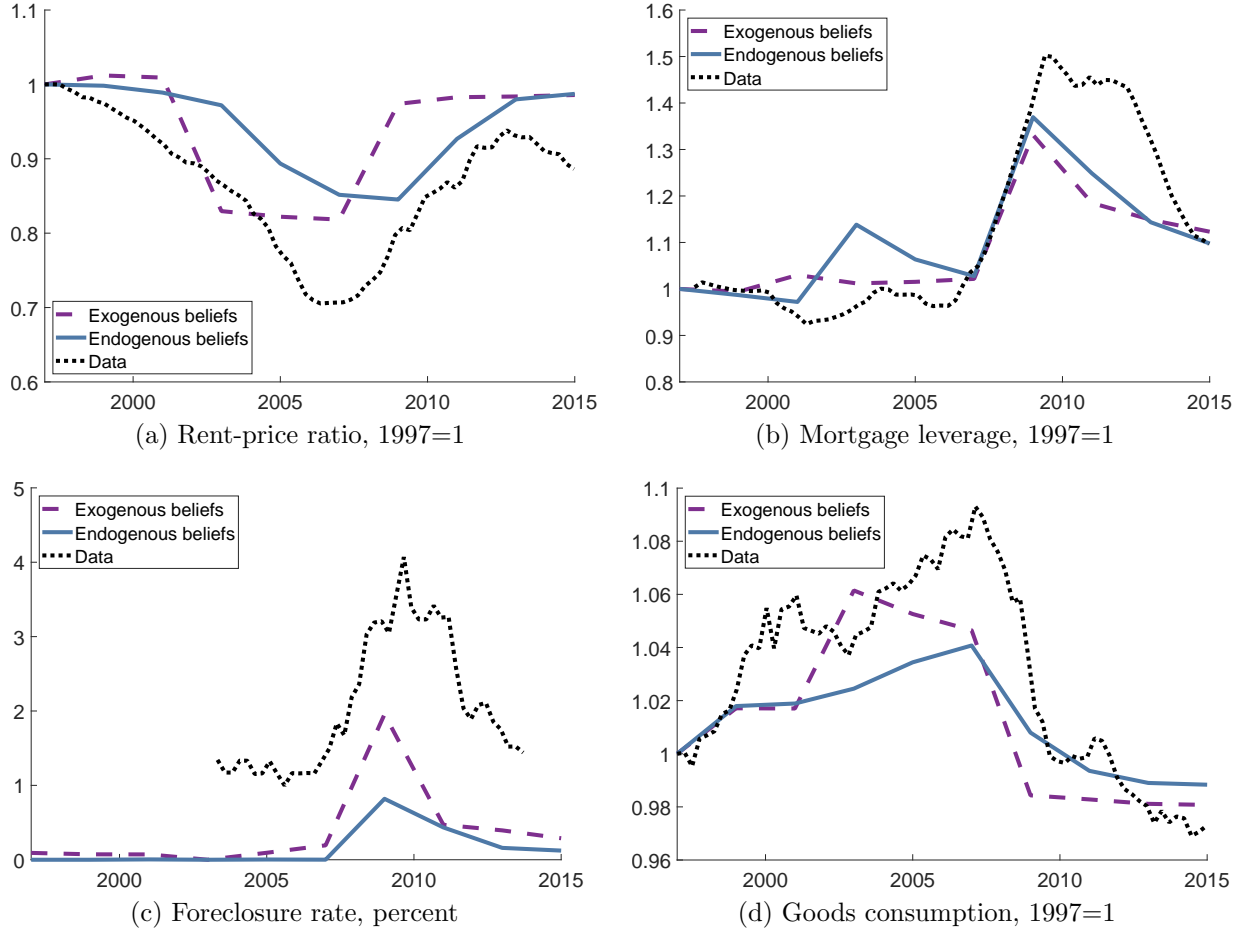 1.1
1
0.9
0.8
0.7
0.6
Exogenous beliefs
Endogenous beliefs
Data
2000 2005 2010 2015
(a) Rent-price ratio, 1997=1
1.6
1.5
1.4
1.3
1.2
1.1
1
0.9
0.8
Exogenous beliefs
Endogenous beliefs
Data
2000 2005 2010 2015
(b) Mortgage leverage, 1997=1
5
4
3
2
1
0
Exogenous beliefs
Endogenous beliefs
Data
2000 2005 2010 2015
(c) Foreclosure rate, percent
1.1
1.08
1.06
1.04
1.02
1
0.98
0.96
Exogenous beliefs
Endogenous beliefs
Data
2000 2005 2010 2015
(d) Goods consumption, 1997=1